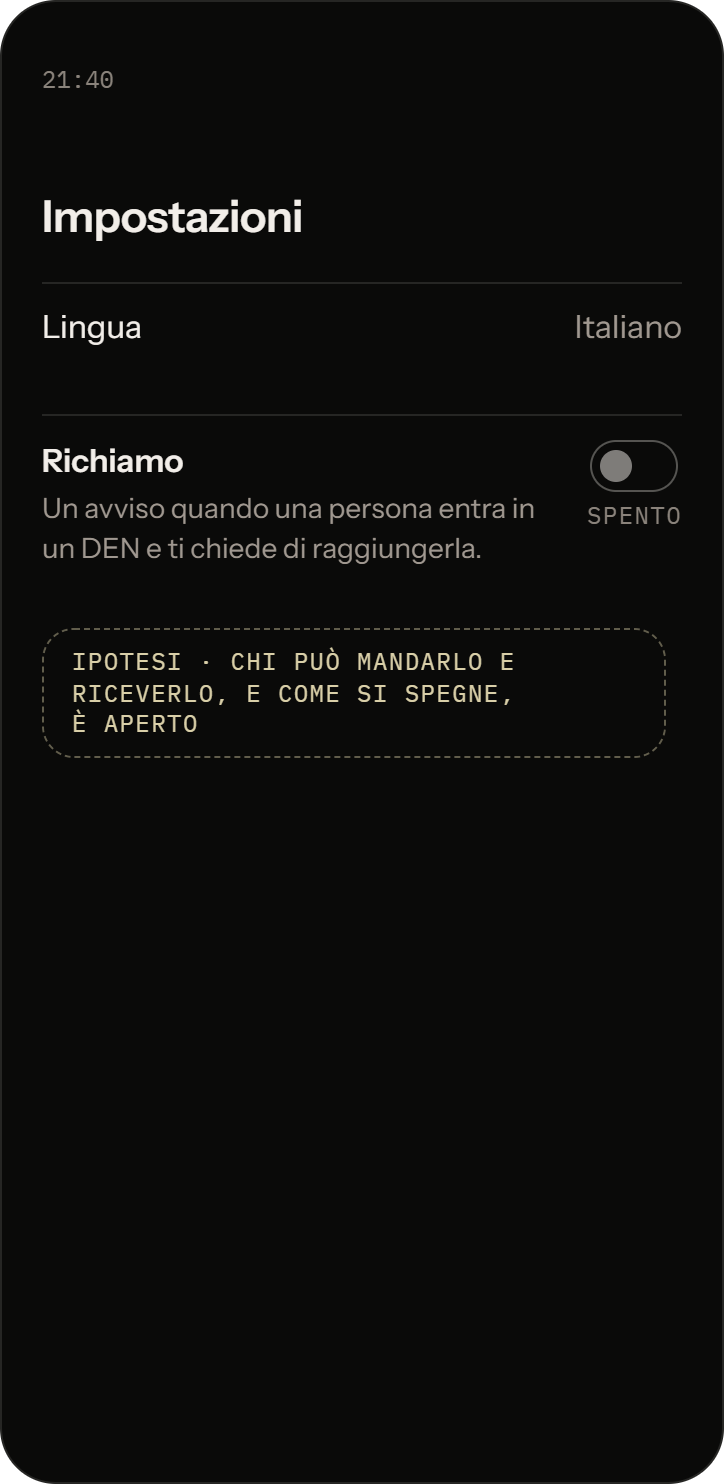 21:40
Impostazioni
Lingua
Italiano
Richiamo
Un avviso quando una persona entra in
un DEN e ti chiede di raggiungerla.
SPENTO
IPOTESI · CHI PUÒ MANDARLO E
RICEVERLO, E COME SI SPEGNE,
È APERTO